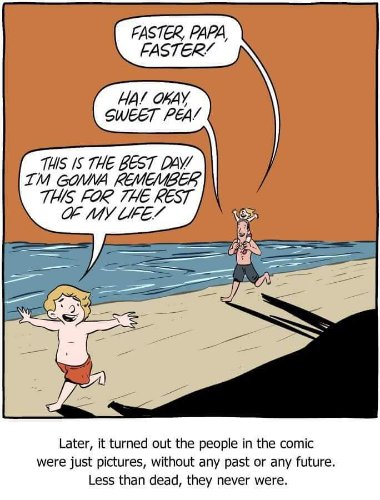 FASTER, PAPA,
FASTER!
HA! OKAY,
SWEET PEA!
THIS IS THE BEST DAY!
I'M GONNA REMEMBER
THIS FOR THE REST
OF MY LIFE!
Later, it turned out the people in the comic
were just pictures, without any past or any future.
Less than dead, they never were.